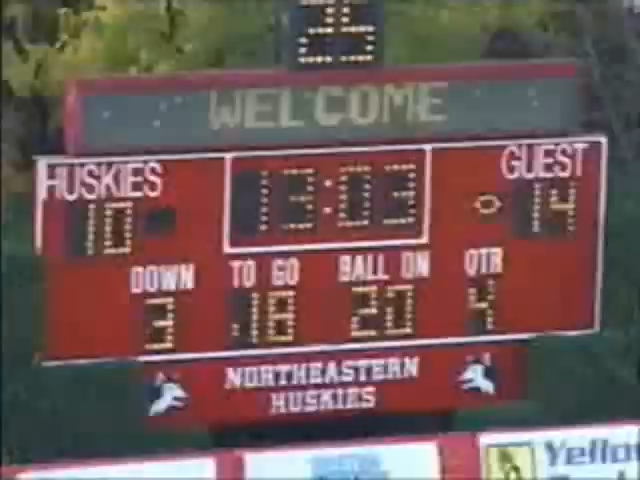 WELCOME
HUSKIES 13:03 GUEST
10 14
DOWN TO GO BALL ON QTR
3 18 20 4
NORTHEASTERN
HUSKIES